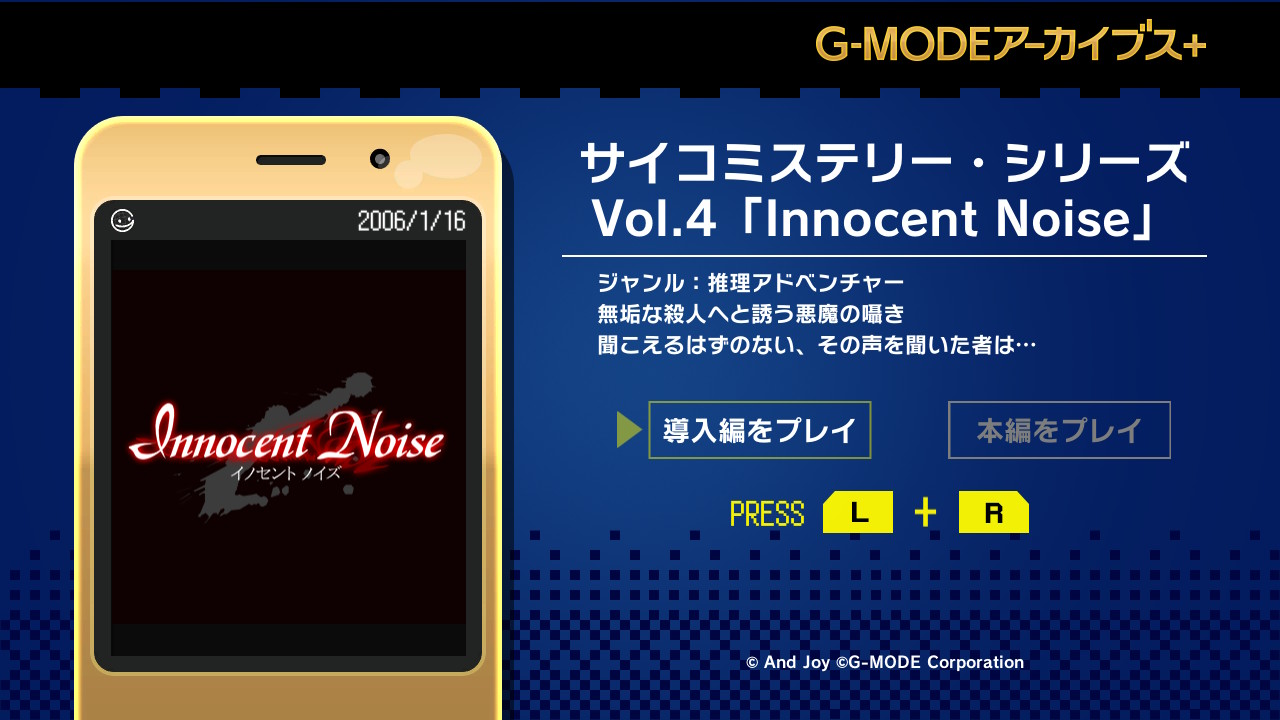 G-MODEアーカイブス+
2006/1/16
Innocent Noise
イノセント ノイズ
サイコミステリー・シリーズ
Vol.4「Innocent Noise」
ジャンル：推理アドベンチャー
無垢な殺人へと誘う悪魔の囁き
聞こえるはずのない、その声を聞いた者は…
導入編をプレイ
本編をプレイ
PRESS L + R
© And Joy ©G-MODE Corporation